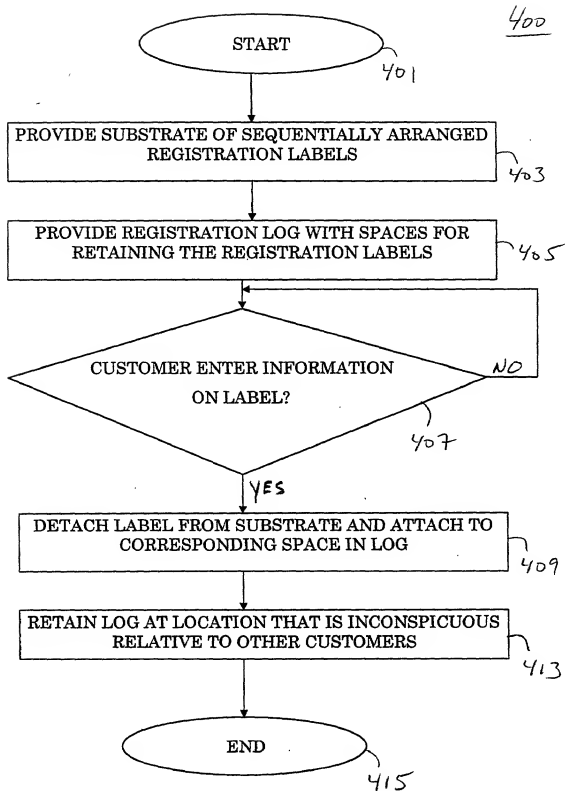 400
START
401
PROVIDE SUBSTRATE OF SEQUENTIALLY ARRANGED
REGISTRATION LABELS
403
PROVIDE REGISTRATION LOG WITH SPACES FOR
RETAINING THE REGISTRATION LABELS
405
CUSTOMER ENTER INFORMATION
ON LABEL?
NO
407
YES
DETACH LABEL FROM SUBSTRATE AND ATTACH TO
CORRESPONDING SPACE IN LOG
409
RETAIN LOG AT LOCATION THAT IS INCONSPICUOUS
RELATIVE TO OTHER CUSTOMERS
413
END
415